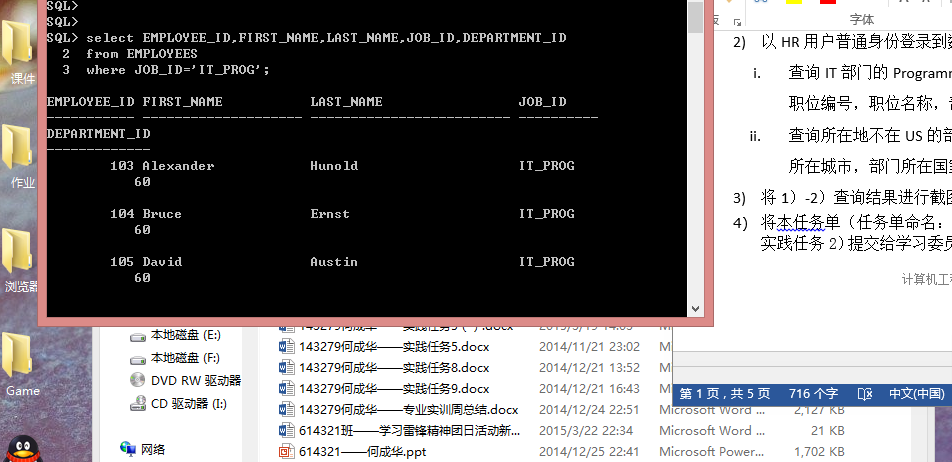 SQL>
SQL>
SQL> select EMPLOYEE_ID,FIRST_NAME,LAST_NAME,JOB_ID,DEPARTMENT_ID
2 from EMPLOYEES
3 where JOB_ID='IT_PROG';
EMPLOYEE_ID FIRST_NAME LAST_NAME JOB_ID
----------- -------------------- ------------------------- ----------
DEPARTMENT_ID
-------------
103 Alexander Hunold IT_PROG
60
104 Bruce Ernst IT_PROG
60
105 David Austin IT_PROG
60
课件
作业
浏览器
Game
字体
2) 以 HR 用户普通身份登录到数
i. 查询 IT 部门的 Programm
职位编号，职位名称，
ii. 查询所在地不在 US 的部
所在城市，部门所在国
3) 将 1）-2）查询结果进行截图
4) 将本任务单（任务单命名：
实践任务 2）提交给学习委员
计算机工
第 1 页 , 共 5 页 716 个字 中文(中国)
本地磁盘 (E:)
本地磁盘 (F:)
DVD RW 驱动器
CD 驱动器 (I:)
网络
143279何成华——实践任务5.docx 2014/11/21 23:02 M
143279何成华——实践任务8.docx 2014/12/21 13:52 M
143279何成华——实践任务9.docx 2014/12/21 16:43 M
143279何成华——专业实训周总结.docx 2014/12/24 22:51 Microsoft Word ... 2,127 KB
614321班——学习雷锋精神团日活动新... 2015/3/22 22:34 Microsoft Word ... 21 KB
614321——何成华.ppt 2014/12/25 22:41 Microsoft Power... 1,702 KB